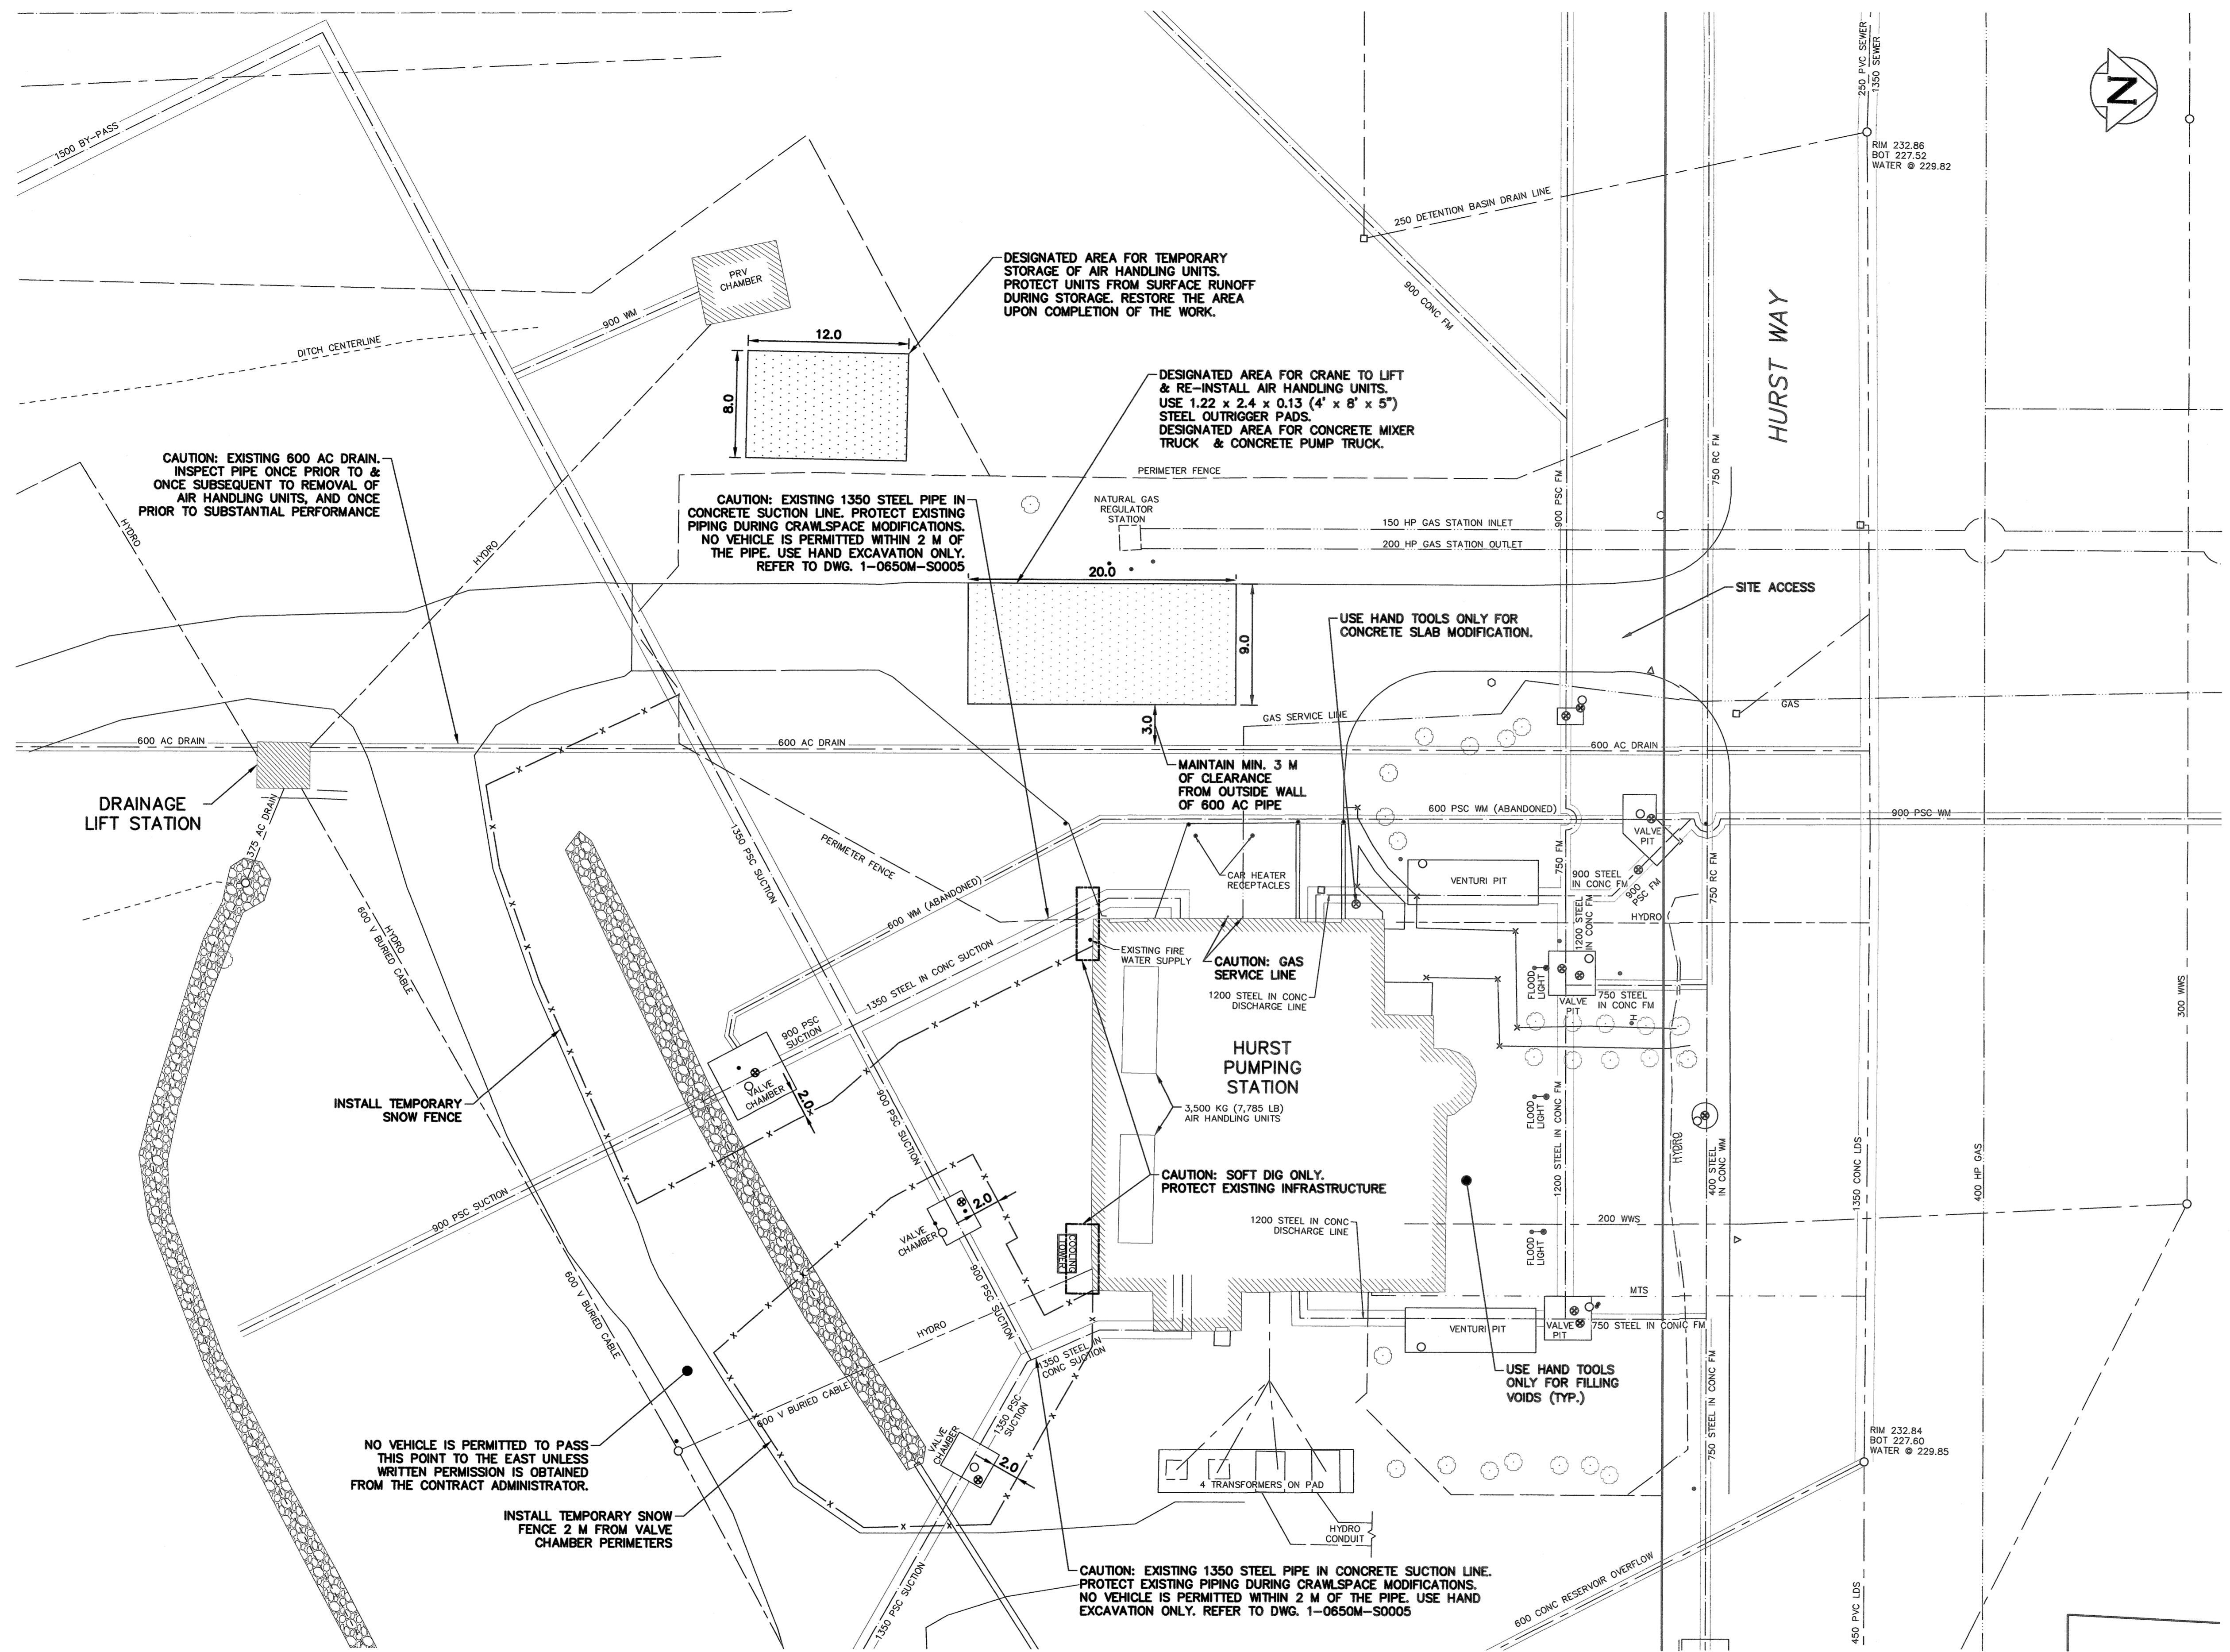 1500 BY-PASS
250 PVC SEWER
1350 SEWER
N
RIM 232.86
BOT 227.52
WATER @ 229.82
250 DETENTION BASIN DRAIN LINE
PRV
CHAMBER
900 WM
DITCH CENTERLINE
DESIGNATED AREA FOR TEMPORARY
STORAGE OF AIR HANDLING UNITS.
PROTECT UNITS FROM SURFACE RUNOFF
DURING STORAGE. RESTORE THE AREA
UPON COMPLETION OF THE WORK.
900 CONC FM
HURST WAY
12.0
8.0
DESIGNATED AREA FOR CRANE TO LIFT
& RE-INSTALL AIR HANDLING UNITS.
USE 1.22 x 2.4 x 0.13 (4' x 8' x 5")
STEEL OUTRIGGER PADS.
DESIGNATED AREA FOR CONCRETE MIXER
TRUCK & CONCRETE PUMP TRUCK.
CAUTION: EXISTING 600 AC DRAIN.
INSPECT PIPE ONCE PRIOR TO &
ONCE SUBSEQUENT TO REMOVAL OF
AIR HANDLING UNITS, AND ONCE
PRIOR TO SUBSTANTIAL PERFORMANCE
PERIMETER FENCE
900 PSC FM
750 RC FM
CAUTION: EXISTING 1350 STEEL PIPE IN
CONCRETE SUCTION LINE. PROTECT EXISTING
PIPING DURING CRAWLSPACE MODIFICATIONS.
NO VEHICLE IS PERMITTED WITHIN 2 M OF
THE PIPE. USE HAND EXCAVATION ONLY.
REFER TO DWG. 1-0650M-S0005
NATURAL GAS
REGULATOR
STATION
150 HP GAS STATION INLET
200 HP GAS STATION OUTLET
HYDRO
HYDRO
20.0
9.0
SITE ACCESS
USE HAND TOOLS ONLY FOR
CONCRETE SLAB MODIFICATION.
GAS SERVICE LINE
3.0
GAS
600 AC DRAIN
600 AC DRAIN
600 AC DRAIN
MAINTAIN MIN. 3 M
OF CLEARANCE
FROM OUTSIDE WALL
OF 600 AC PIPE
DRAINAGE
LIFT STATION
375 AC DRAIN
1350 PSC SUCTION
PERIMETER FENCE
600 PSC WM (ABANDONED)
900 PSC WM
VALVE
PIT
750 FM
CAR HEATER
RECEPTACLES
VENTURI PIT
900 STEEL
IN CONC FM
900
PSC FM
750 RC FM
1200 STEEL
IN CONC FM
HYDRO
600 WM (ABANDONED)
1350 STEEL IN CONC SUCTION
EXISTING FIRE
WATER SUPPLY
CAUTION: GAS
SERVICE LINE
1200 STEEL IN CONC
DISCHARGE LINE
FLOOD
LIGHT
VALVE
PIT
750 STEEL
IN CONC FM
H
300 WWS
HYDRO
600 V BURIED CABLE
900 PSC
SUCTION
VALVE
CHAMBER
2.0
HURST
PUMPING
STATION
3,500 KG (7,785 LB)
AIR HANDLING UNITS
INSTALL TEMPORARY
SNOW FENCE
900 PSC SUCTION
FLOOD
LIGHT
HYDRO
400 STEEL
IN CONC WM
1200 STEEL IN CONC FM
1350 CONC LDS
400 HP GAS
CAUTION: SOFT DIG ONLY.
PROTECT EXISTING INFRASTRUCTURE
900 PSC SUCTION
VALVE
CHAMBER
2.0
COOLING
TOWER
1200 STEEL IN CONC
DISCHARGE LINE
200 WWS
FLOOD
LIGHT
MTS
600 V BURIED CABLE
HYDRO
900 PSC SUCTION
1350 STEEL IN
CONC SUCTION
VENTURI PIT
VALVE
PIT
750 STEEL IN CONC FM
USE HAND TOOLS
ONLY FOR FILLING
VOIDS (TYP.)
600 V BURIED CABLE
1350 PSC
SUCTION
VALVE
CHAMBER
2.0
750 STEEL IN CONC FM
RIM 232.84
BOT 227.60
WATER @ 229.85
NO VEHICLE IS PERMITTED TO PASS
THIS POINT TO THE EAST UNLESS
WRITTEN PERMISSION IS OBTAINED
FROM THE CONTRACT ADMINISTRATOR.
4 TRANSFORMERS ON PAD
INSTALL TEMPORARY SNOW
FENCE 2 M FROM VALVE
CHAMBER PERIMETERS
HYDRO
CONDUIT
CAUTION: EXISTING 1350 STEEL PIPE IN CONCRETE SUCTION LINE.
PROTECT EXISTING PIPING DURING CRAWLSPACE MODIFICATIONS.
NO VEHICLE IS PERMITTED WITHIN 2 M OF THE PIPE. USE HAND
EXCAVATION ONLY. REFER TO DWG. 1-0650M-S0005
1350 PSC SUCTION
600 CONC RESERVOIR OVERFLOW
450 PVC LDS